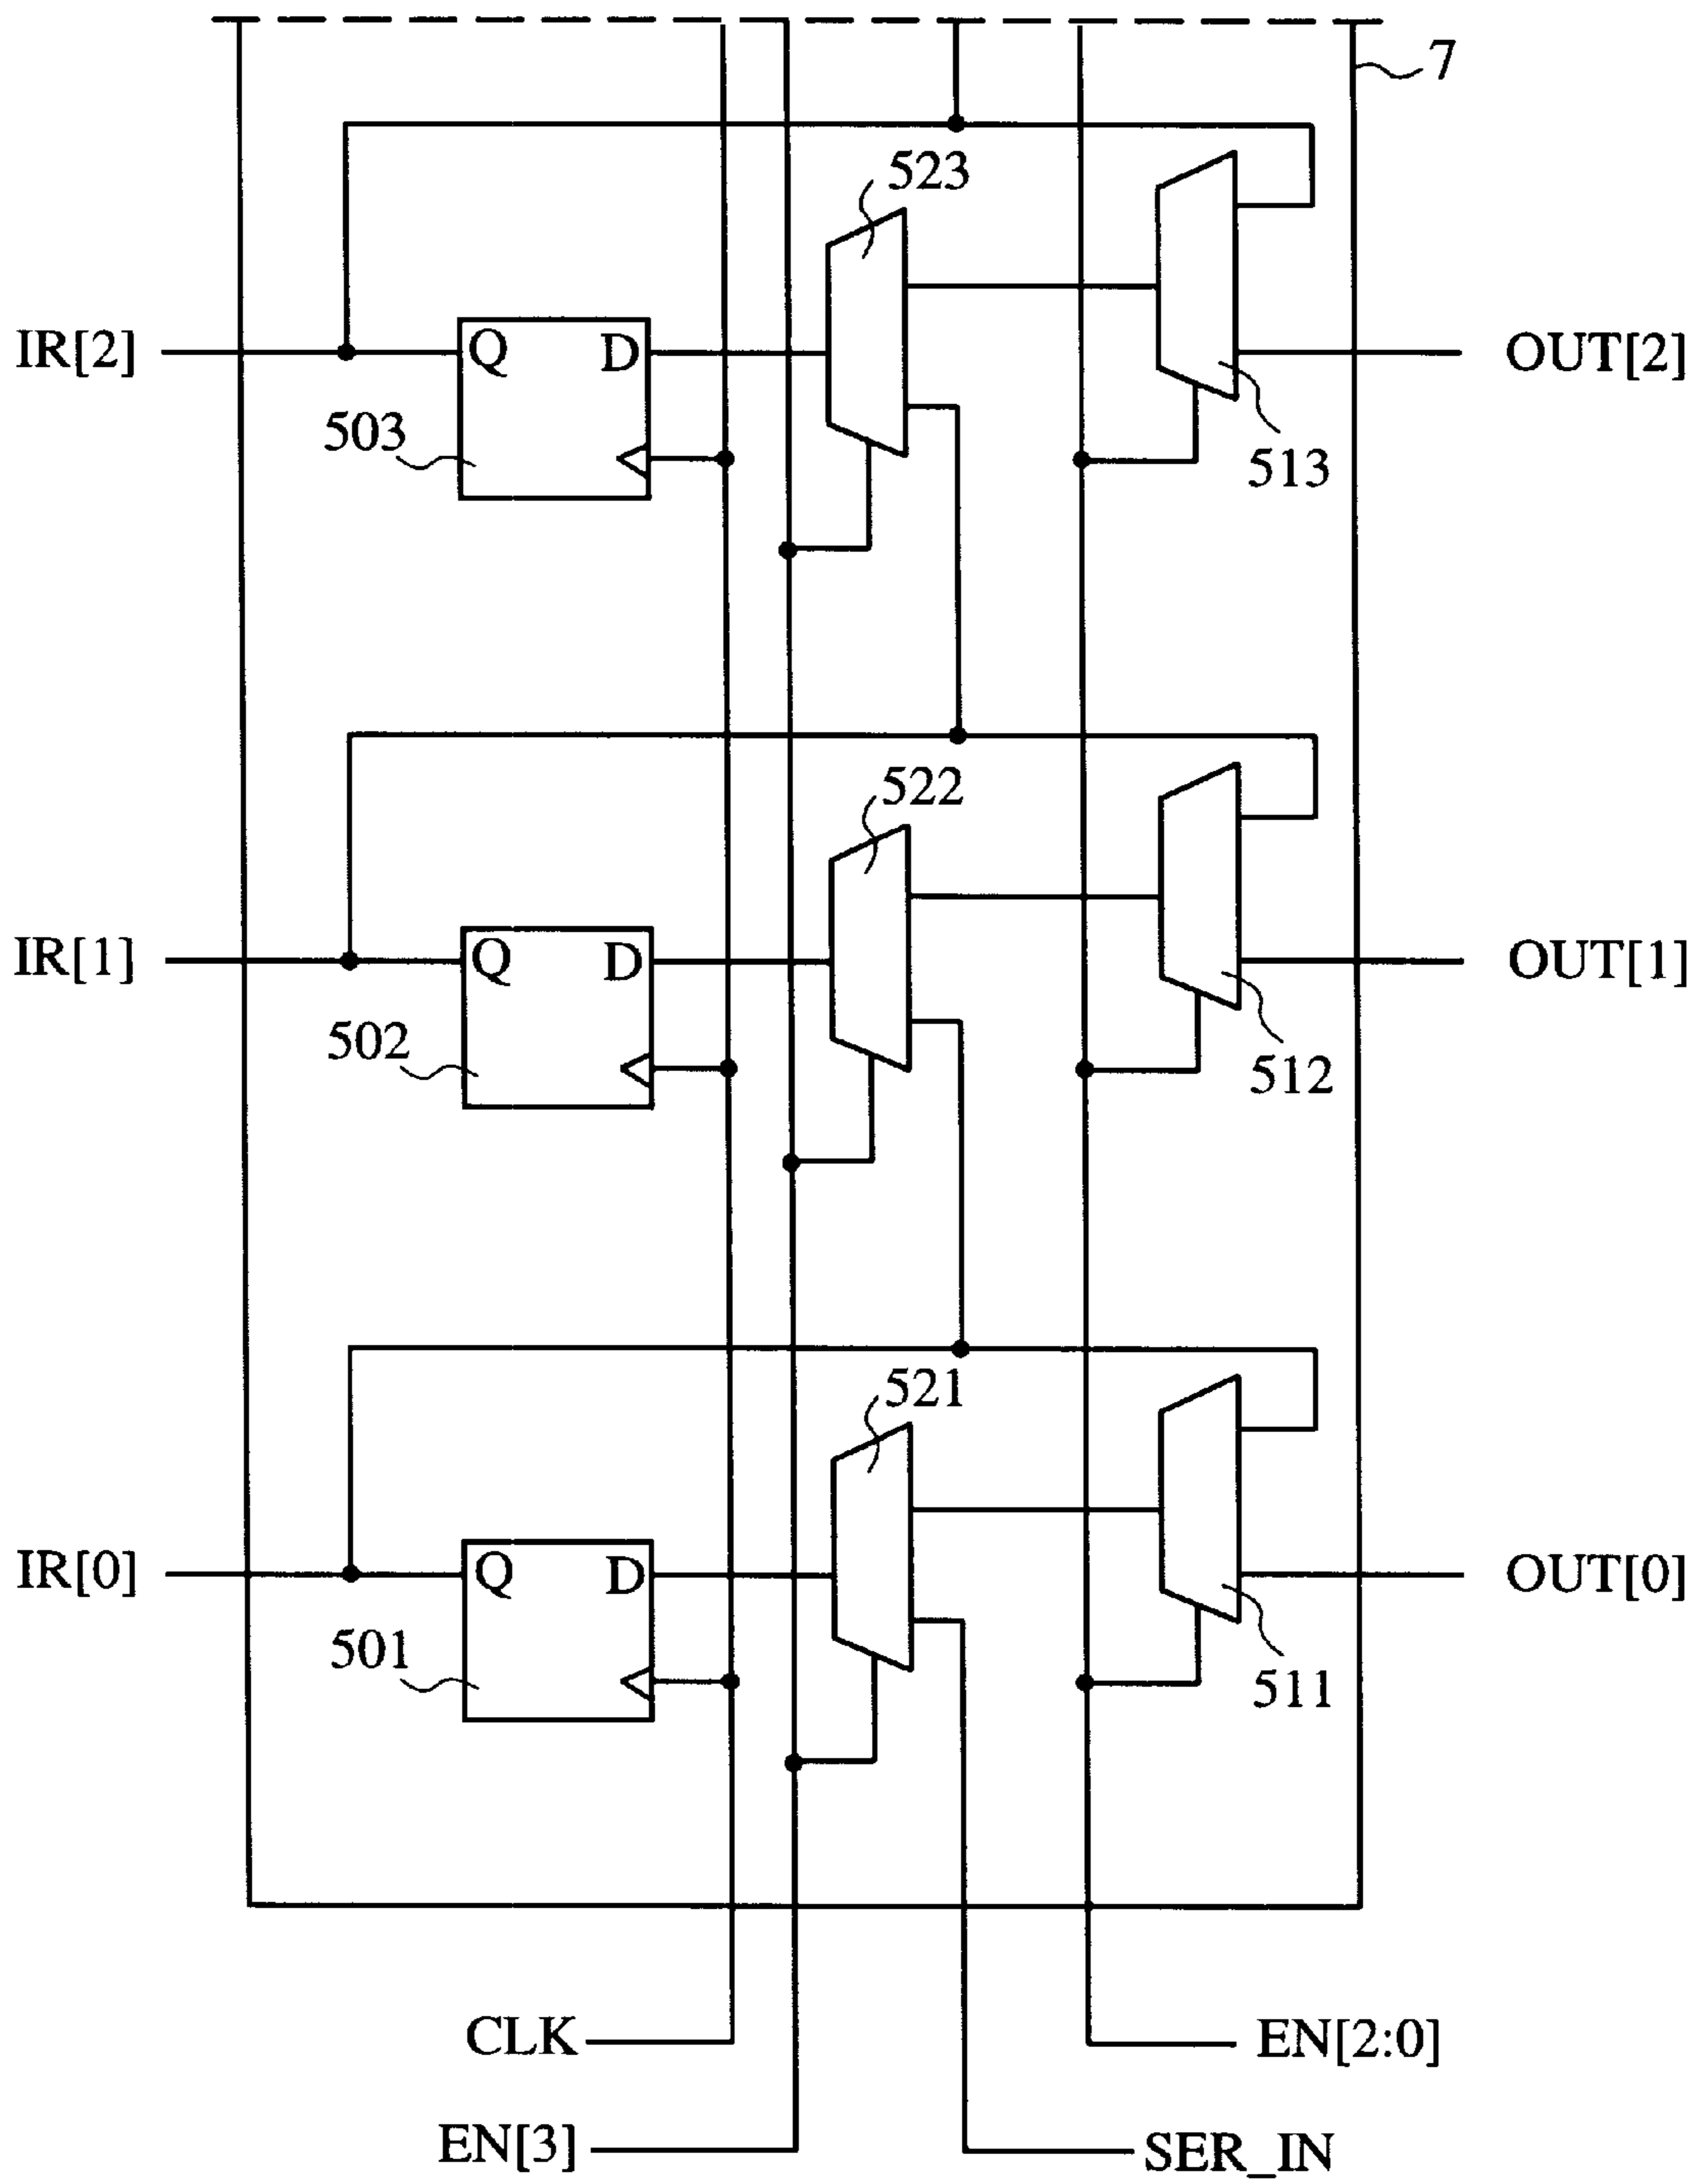 7
523
IR[2]
Q
D
OUT[2]
503
513
522
IR[1]
Q
D
OUT[1]
502
512
521
IR[0]
Q
D
OUT[0]
501
511
CLK
EN[2:0]
EN[3]
SER_IN